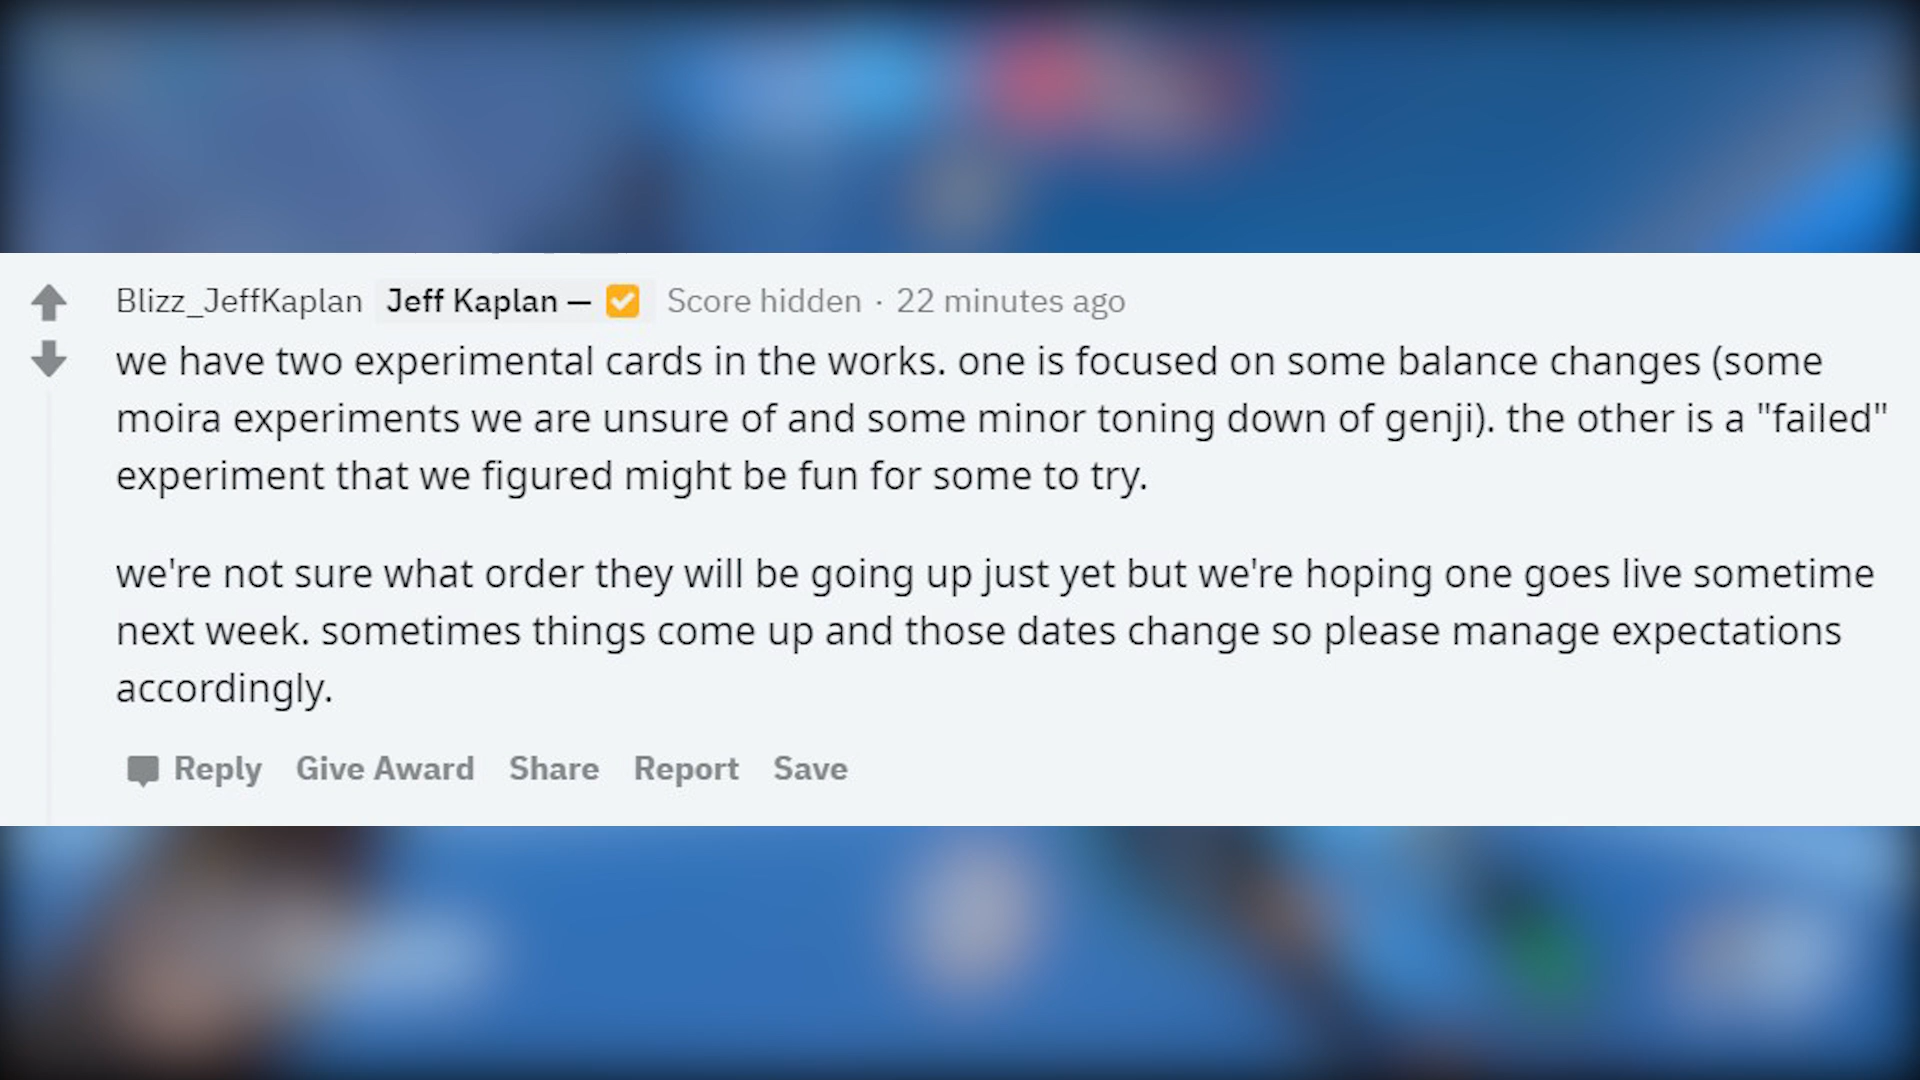 Blizz_JeffKaplan Jeff Kaplan — Score hidden · 22 minutes ago
we have two experimental cards in the works. one is focused on some balance changes (some
moira experiments we are unsure of and some minor toning down of genji). the other is a "failed"
experiment that we figured might be fun for some to try.
we're not sure what order they will be going up just yet but we're hoping one goes live sometime
next week. sometimes things come up and those dates change so please manage expectations
accordingly.
Reply Give Award Share Report Save